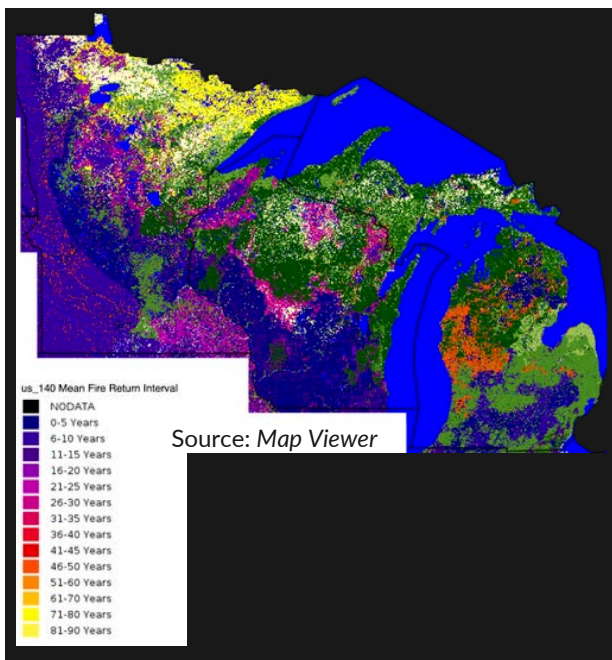 us_140 Mean Fire Return Interval
NODATA
0-5 Years
6-10 Years
11-15 Years
16-20 Years
21-25 Years
26-30 Years
31-35 Years
36-40 Years
41-45 Years
46-50 Years
51-60 Years
61-70 Years
71-80 Years
81-90 Years
Source: Map Viewer